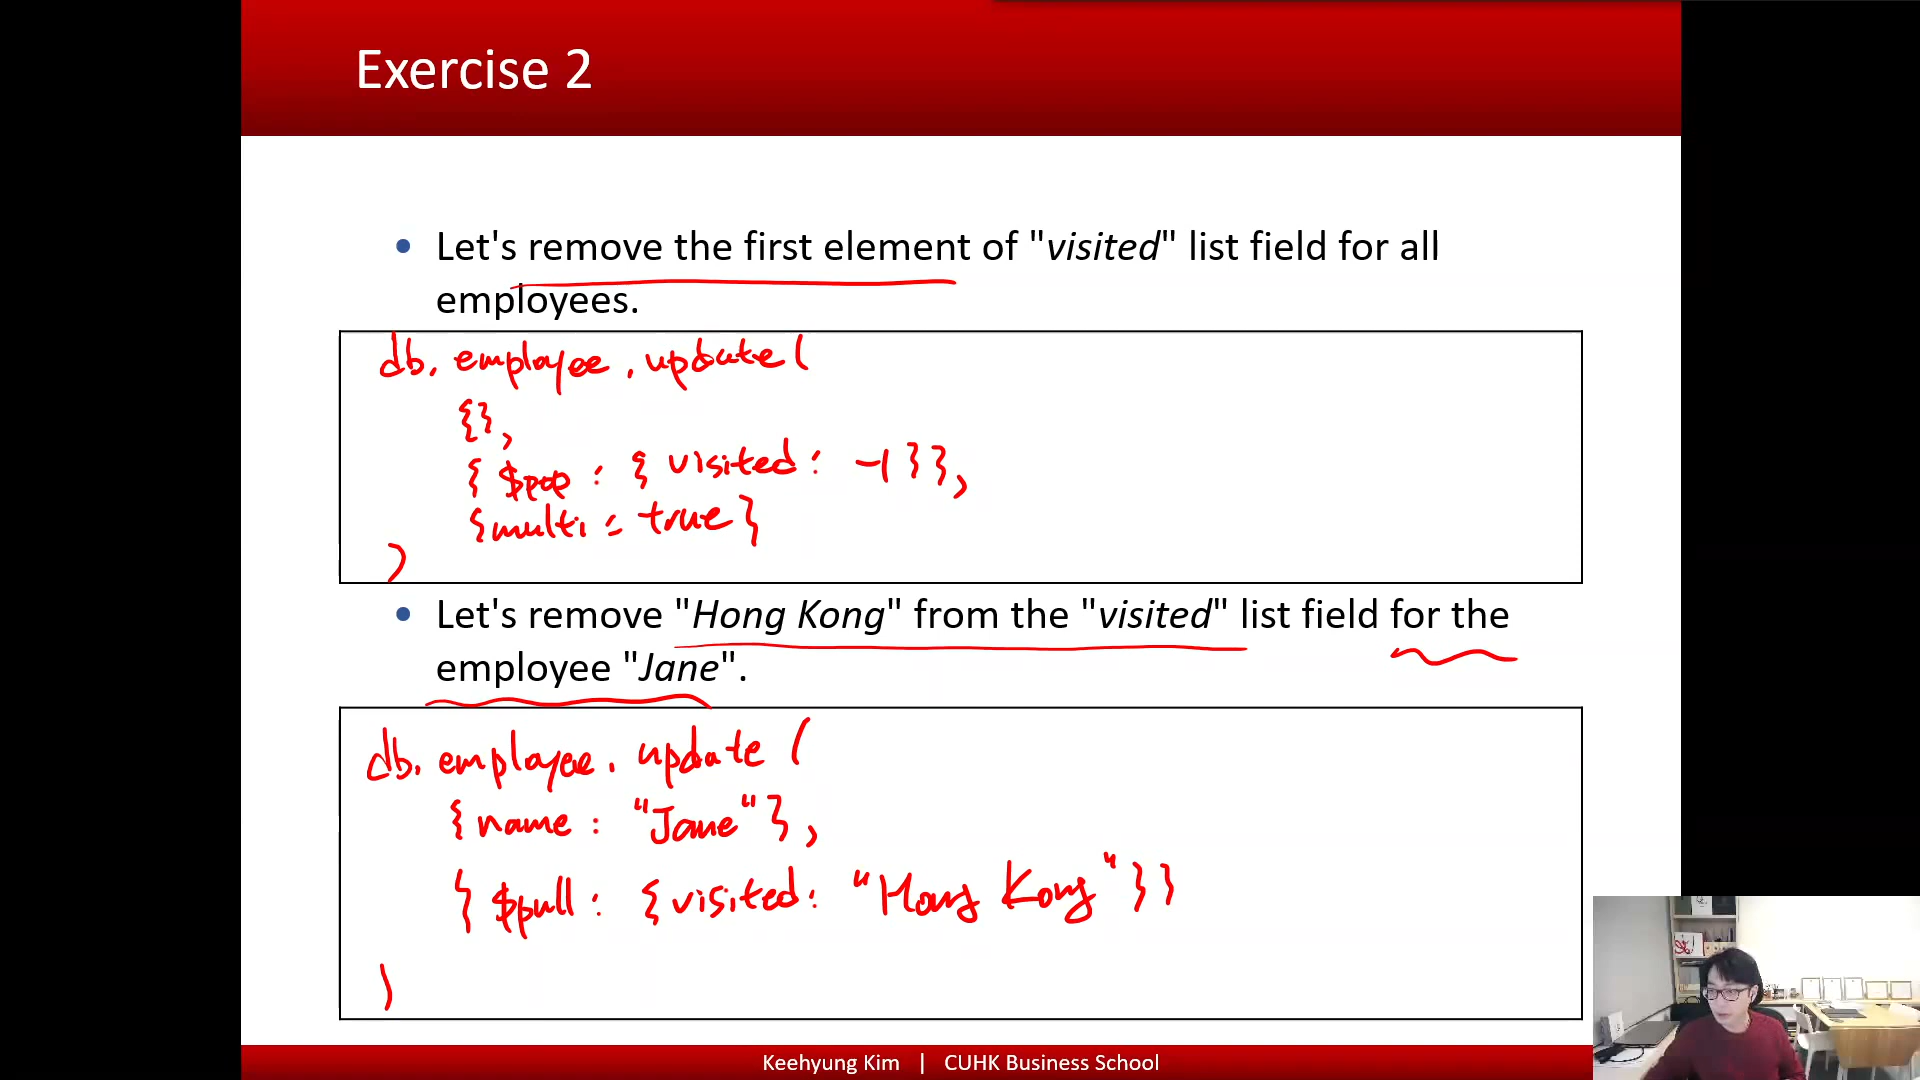 Exercise 2
• Let's remove the first element of "visited" list field for all
employees.
db. employee. update(
{},
{ $pop : { visited: -1 }},
{multi : true}
)
• Let's remove "Hong Kong" from the "visited" list field for the
employee "Jane".
db. employee. update (
{name : "Jane"},
{ $pull : {visited: "Hong Kong"}}
)
Keehyung Kim | CUHK Business School